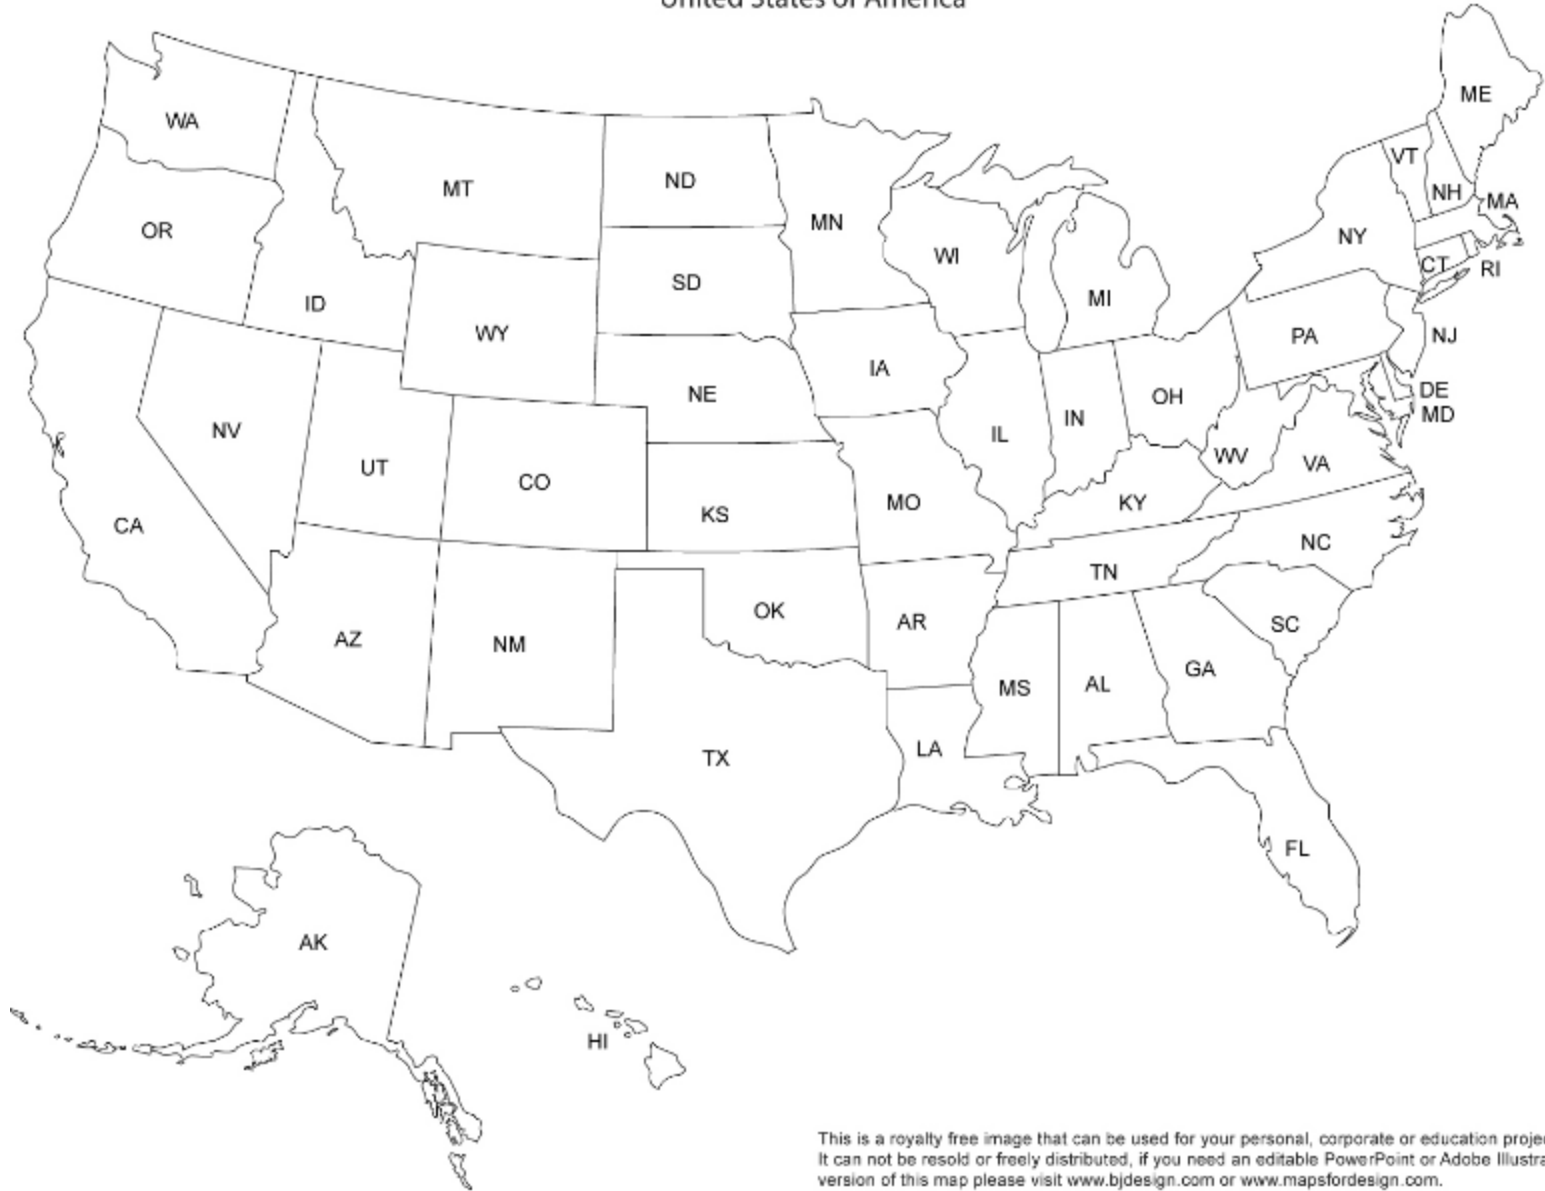 United States of America
ME
WA
VT
ND
MT
NH
MA
MN
OR
NY
WI
CT
RI
SD
MI
ID
WY
PA
NJ
IA
DE
NE
OH
MD
IN
NV
IL
WV
VA
UT
CO
MO
KY
KS
CA
NC
TN
OK
AR
SC
AZ
NM
GA
MS
AL
LA
TX
FL
AK
HI
This is a royalty free image that can be used for your personal, corporate or education
It can not be resold or freely distributed, if you need an editable PowerPoint or Adobe
version of this map please visit www.bjdesign.com or www.mapsfordesign.com.